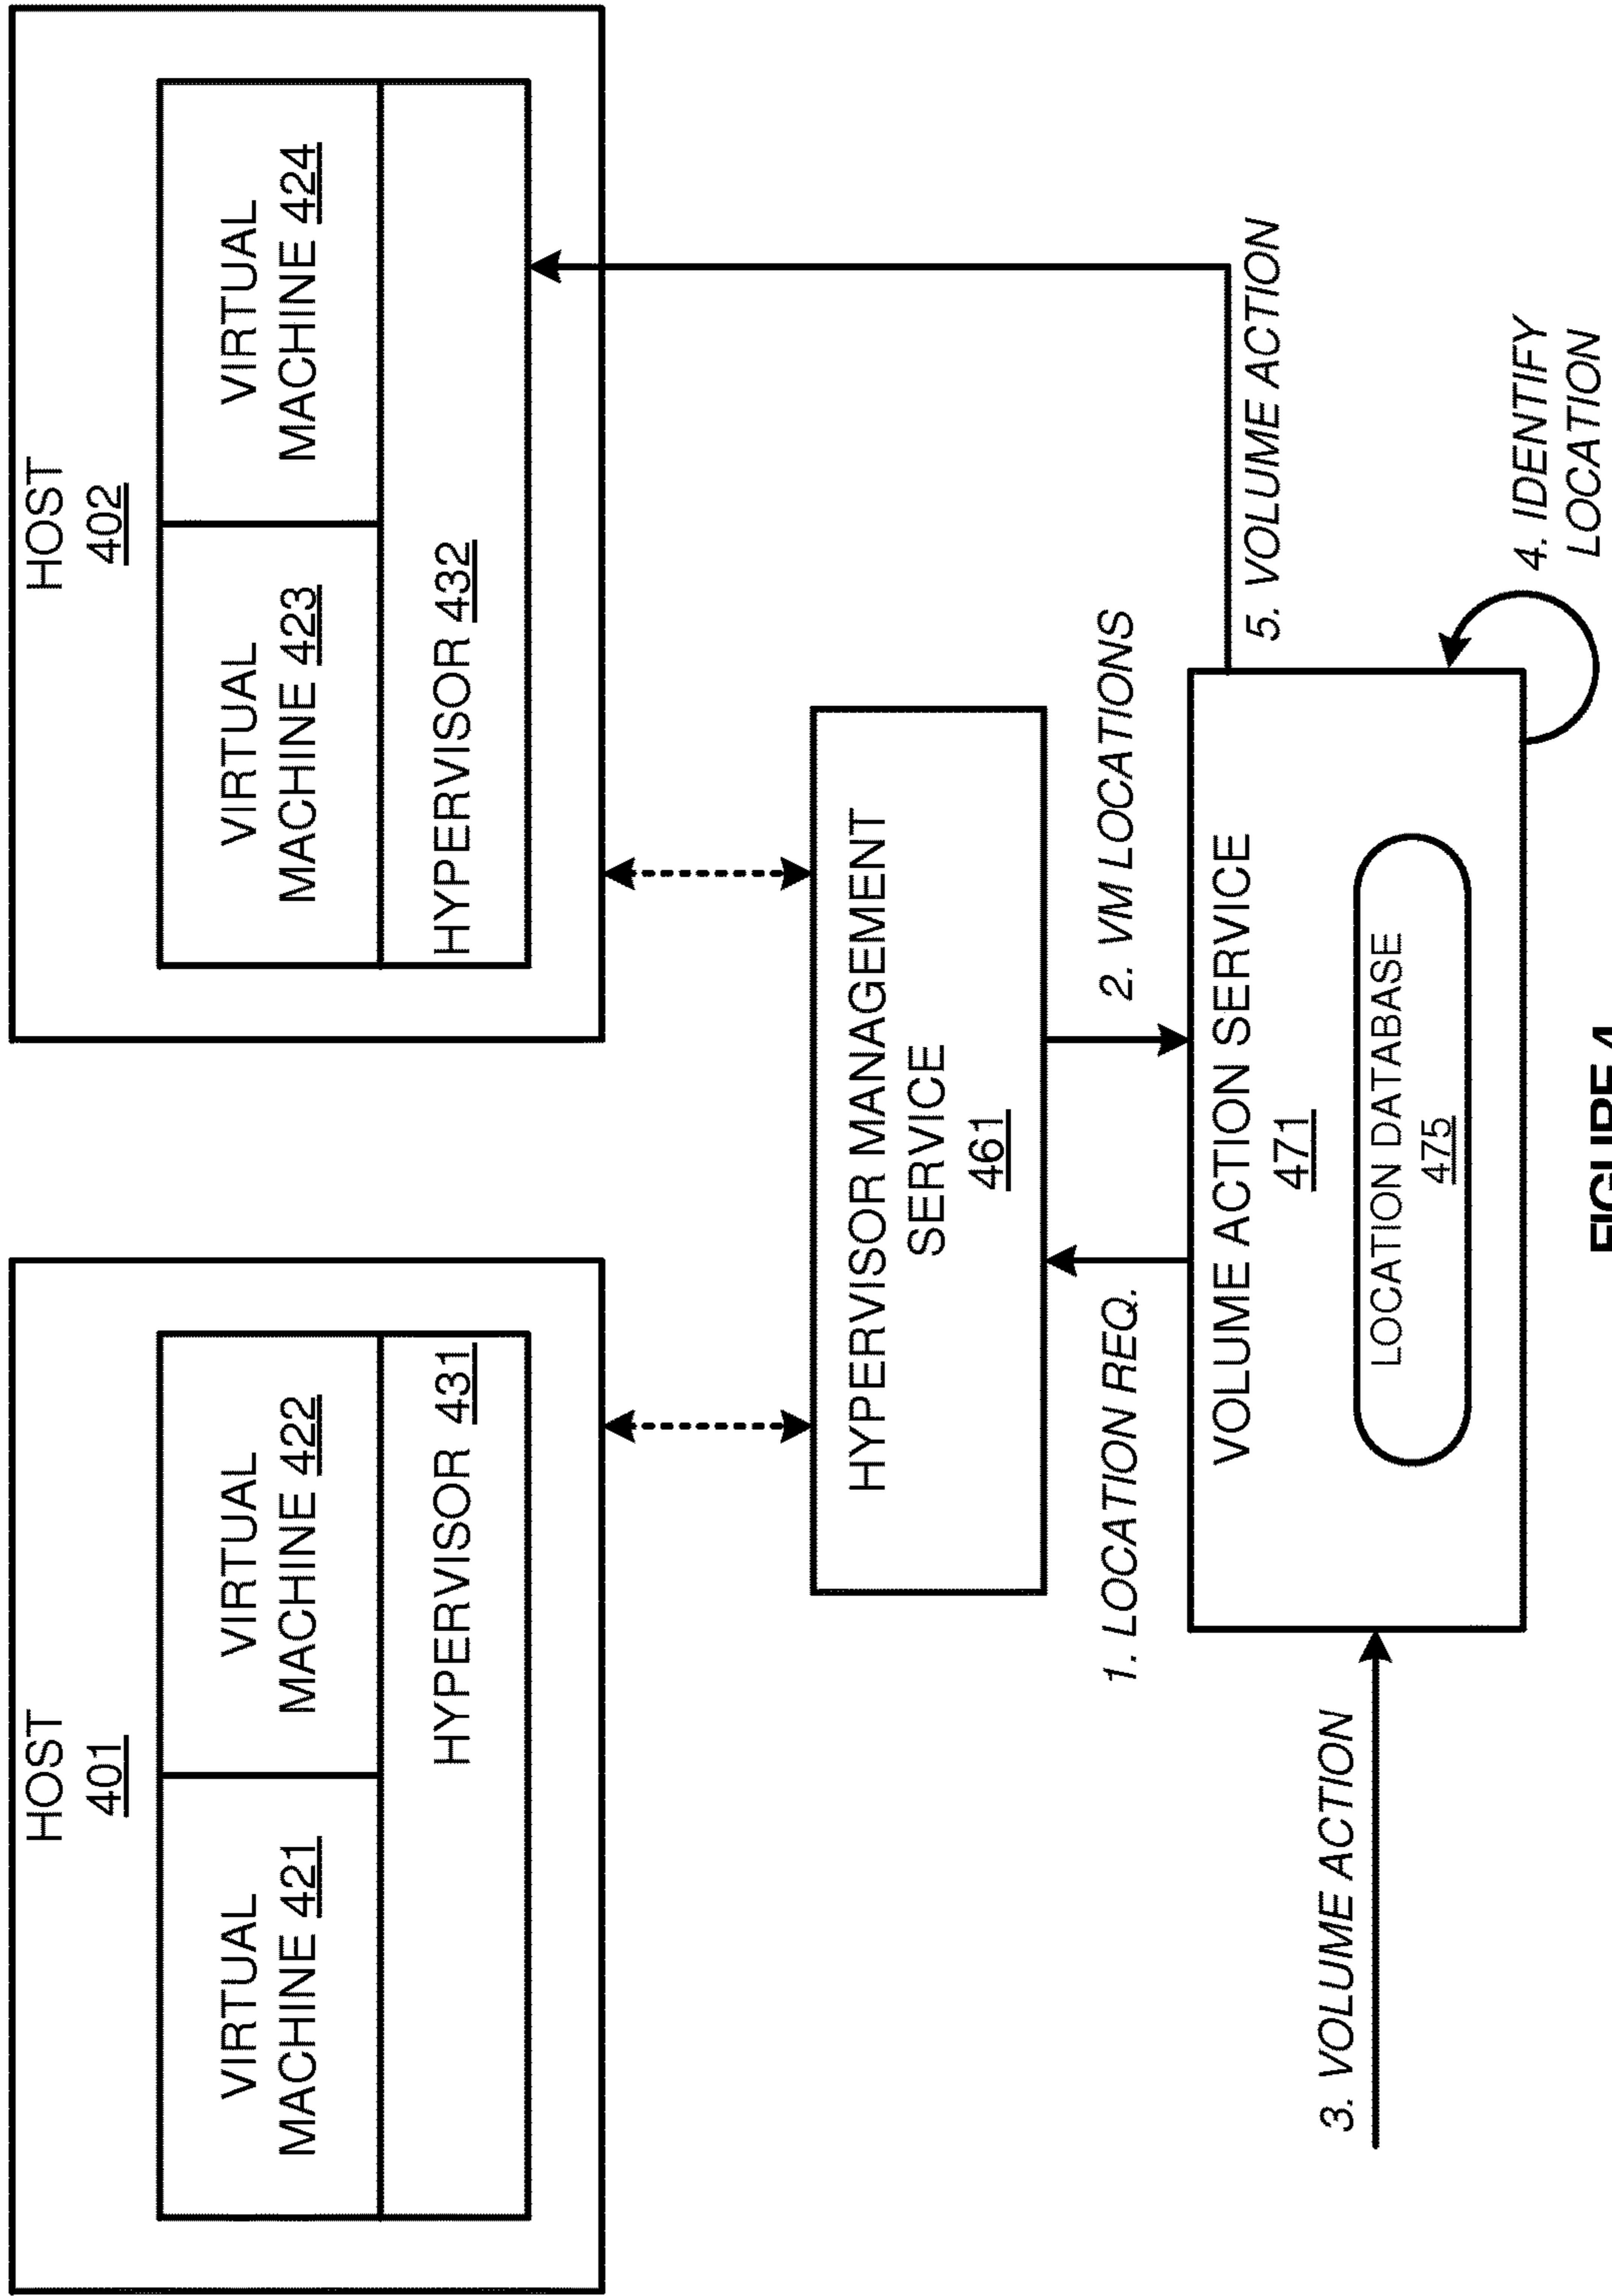 HOST
401
VIRTUAL
MACHINE 421
VIRTUAL
MACHINE 422
HYPERVISOR 431
HOST
402
VIRTUAL
MACHINE 423
VIRTUAL
MACHINE 424
HYPERVISOR 432
HYPERVISOR MANAGEMENT
SERVICE
461
1. LOCATION REQ.
2. VM LOCATIONS
3. VOLUME ACTION
VOLUME ACTION SERVICE
471
LOCATION DATABASE
475
5. VOLUME ACTION
4. IDENTIFY
LOCATION
FIGURE 4